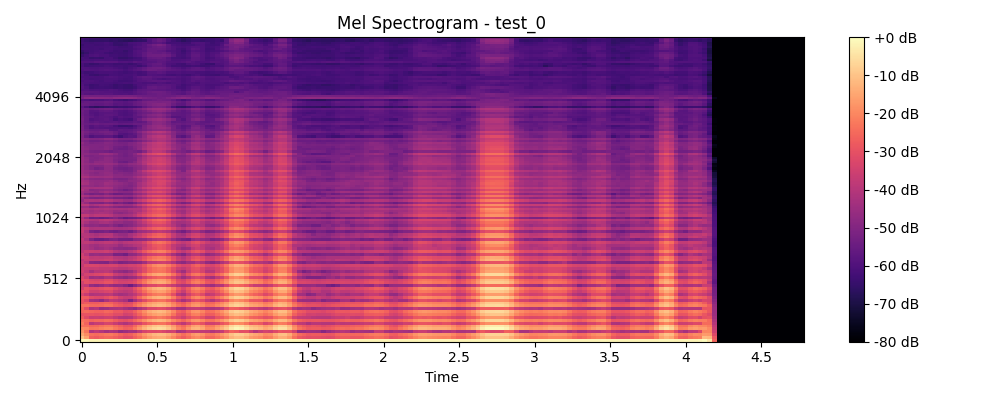 Mel Spectrogram - test_0
Hz
4096
2048
1024
512
0
0 0.5 1 1.5 2 2.5 3 3.5 4 4.5
Time
+0 dB
-10 dB
-20 dB
-30 dB
-40 dB
-50 dB
-60 dB
-70 dB
-80 dB